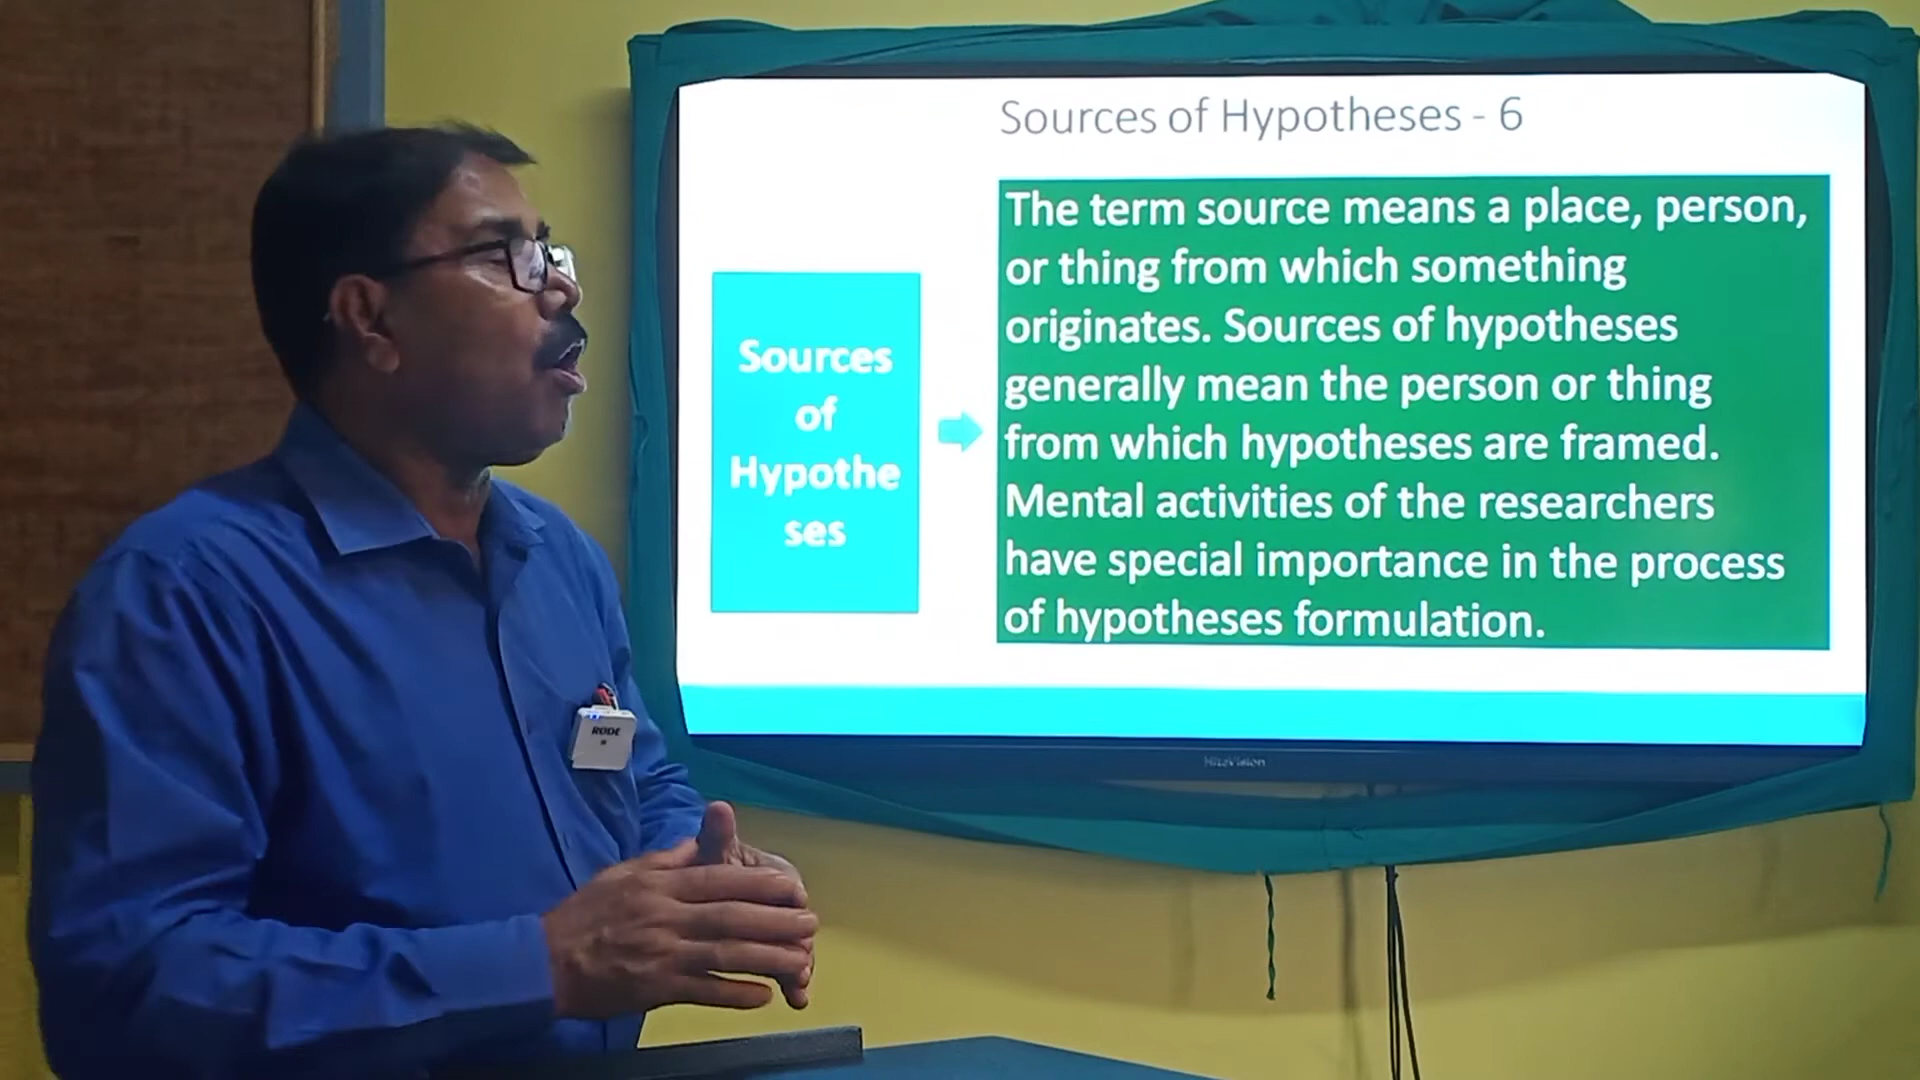 Sources of Hypotheses - 6
Sources
of
Hypothe
ses
The term source means a place, person,
or thing from which something
originates. Sources of hypotheses
generally mean the person or thing
from which hypotheses are framed.
Mental activities of the researchers
have special importance in the process
of hypotheses formulation.
RØDE
HiteVision